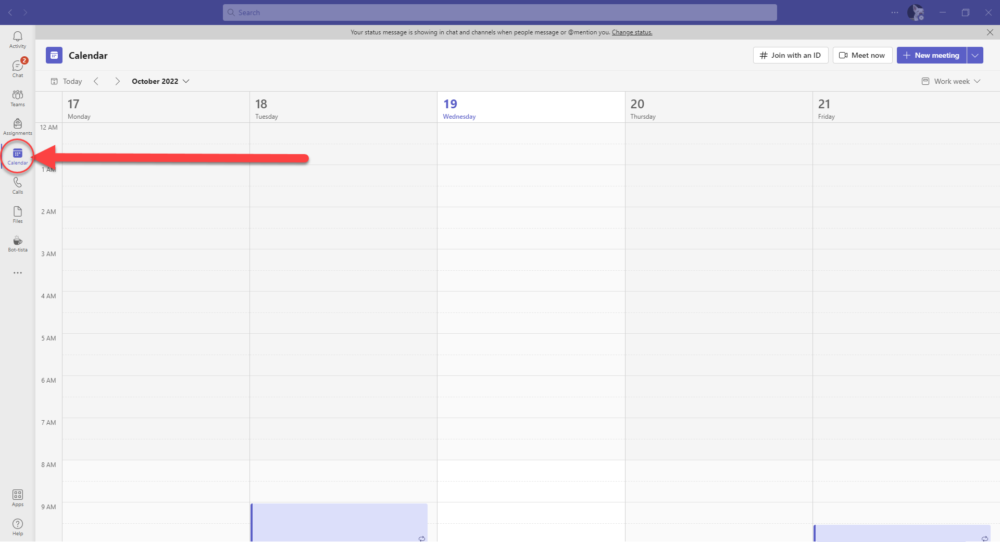 Search
Your status message is showing in chat and channels when people message or @mention you. Change status.
Activity
2
Chat
Teams
Assignments
Calendar
Calls
Files
Bot-tista
Apps
Help
Calendar
# Join with an ID
Meet now
+ New meeting
Today
October 2022
Work week
17
Monday
18
Tuesday
19
Wednesday
20
Thursday
21
Friday
12 AM
1 AM
2 AM
3 AM
4 AM
5 AM
6 AM
7 AM
8 AM
9 AM